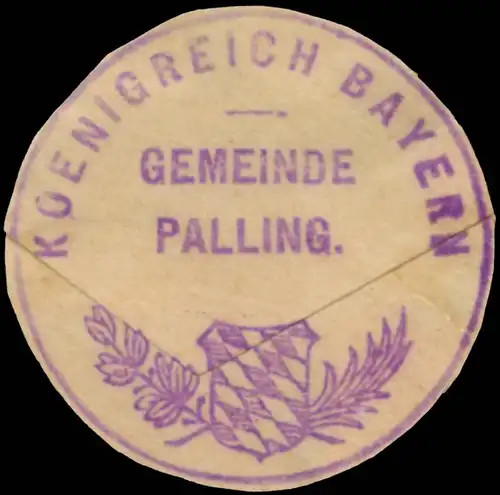 KOENIGREICH BAYERN
GEMEINDE
PALLING.